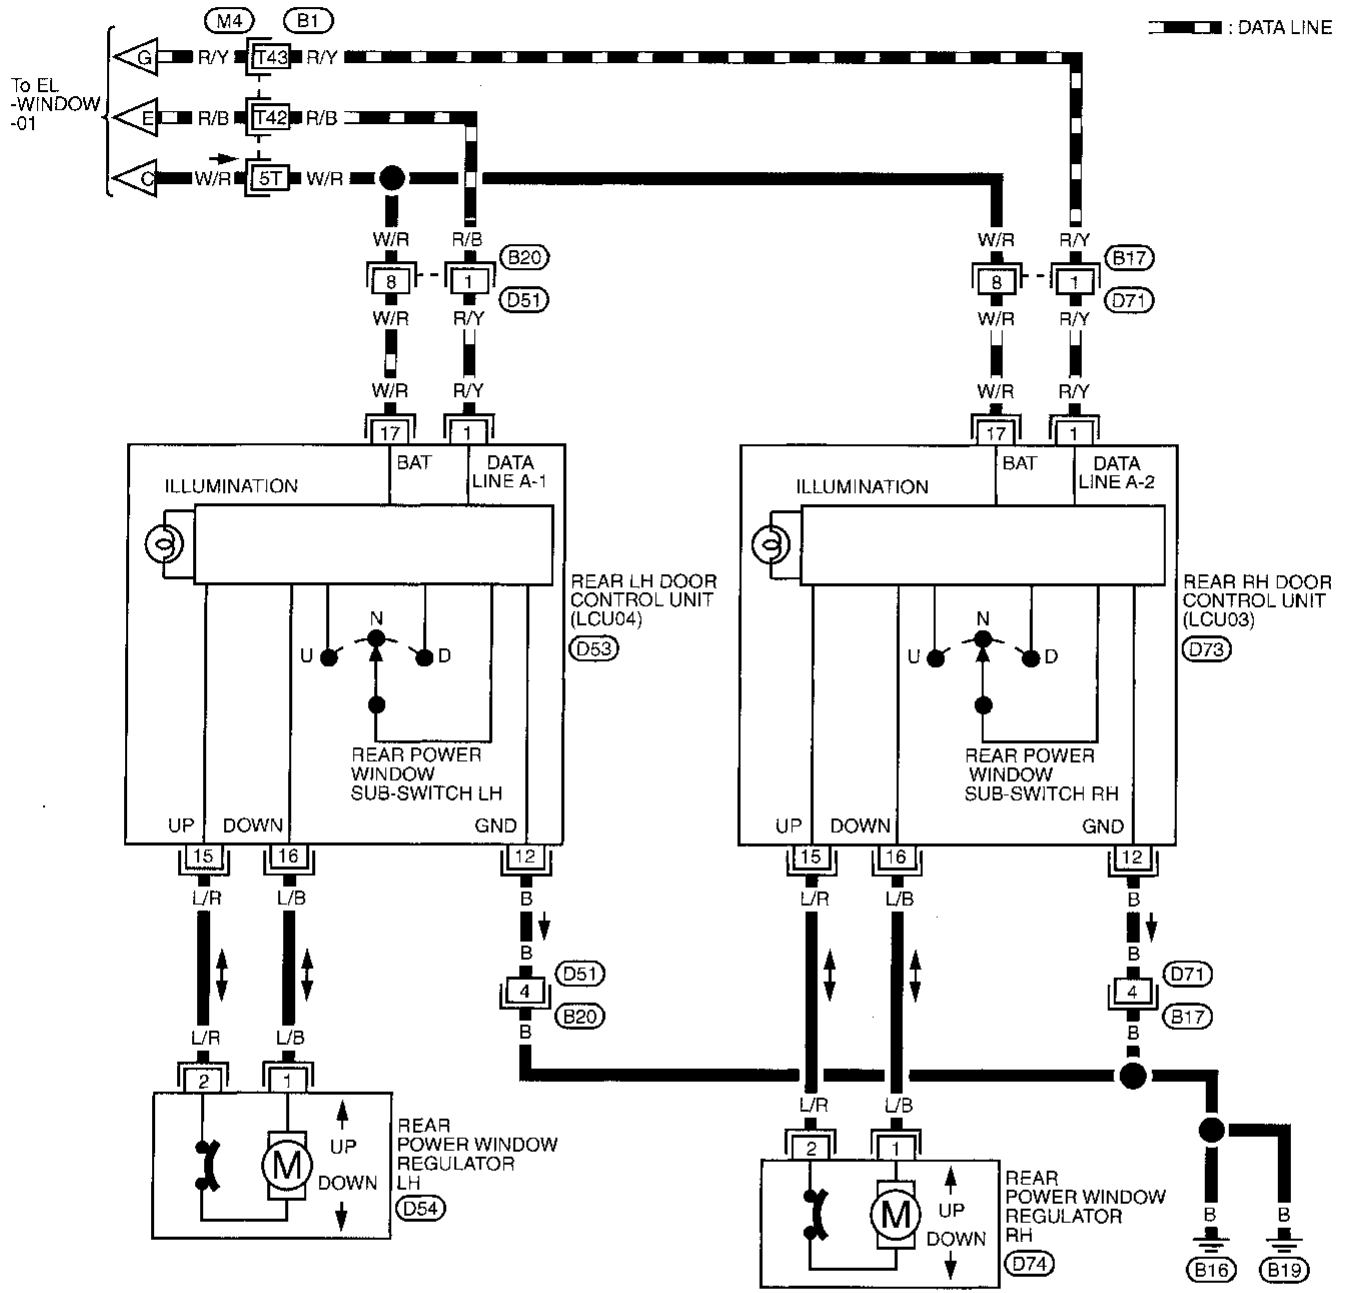 M4 B1
: DATA LINE
G R/Y T43 R/Y
To EL
-WINDOW
-01
E R/B T42 R/B
C W/R 5T W/R
W/R R/B W/R R/Y
B20 B17
8 1 8 1
D51 D71
W/R R/Y W/R R/Y
W/R R/Y W/R R/Y
17 1 17 1
BAT DATA
LINE A-1
BAT DATA
LINE A-2
ILLUMINATION ILLUMINATION
REAR LH DOOR
CONTROL UNIT
(LCU04)
D53
REAR RH DOOR
CONTROL UNIT
(LCU03)
D73
N N
U D U D
REAR POWER
WINDOW
SUB-SWITCH LH
REAR POWER
WINDOW
SUB-SWITCH RH
UP DOWN GND UP DOWN GND
15 16 12 15 16 12
L/R L/B B L/R L/B B
B B
D51 D71
4 4
B20 B17
L/R L/B B B
2 1
L/R L/B
REAR
POWER WINDOW
REGULATOR
LH
D54
UP
M
DOWN
2 1
REAR
POWER WINDOW
REGULATOR
RH
D74
UP
M
DOWN
B B
B16 B19